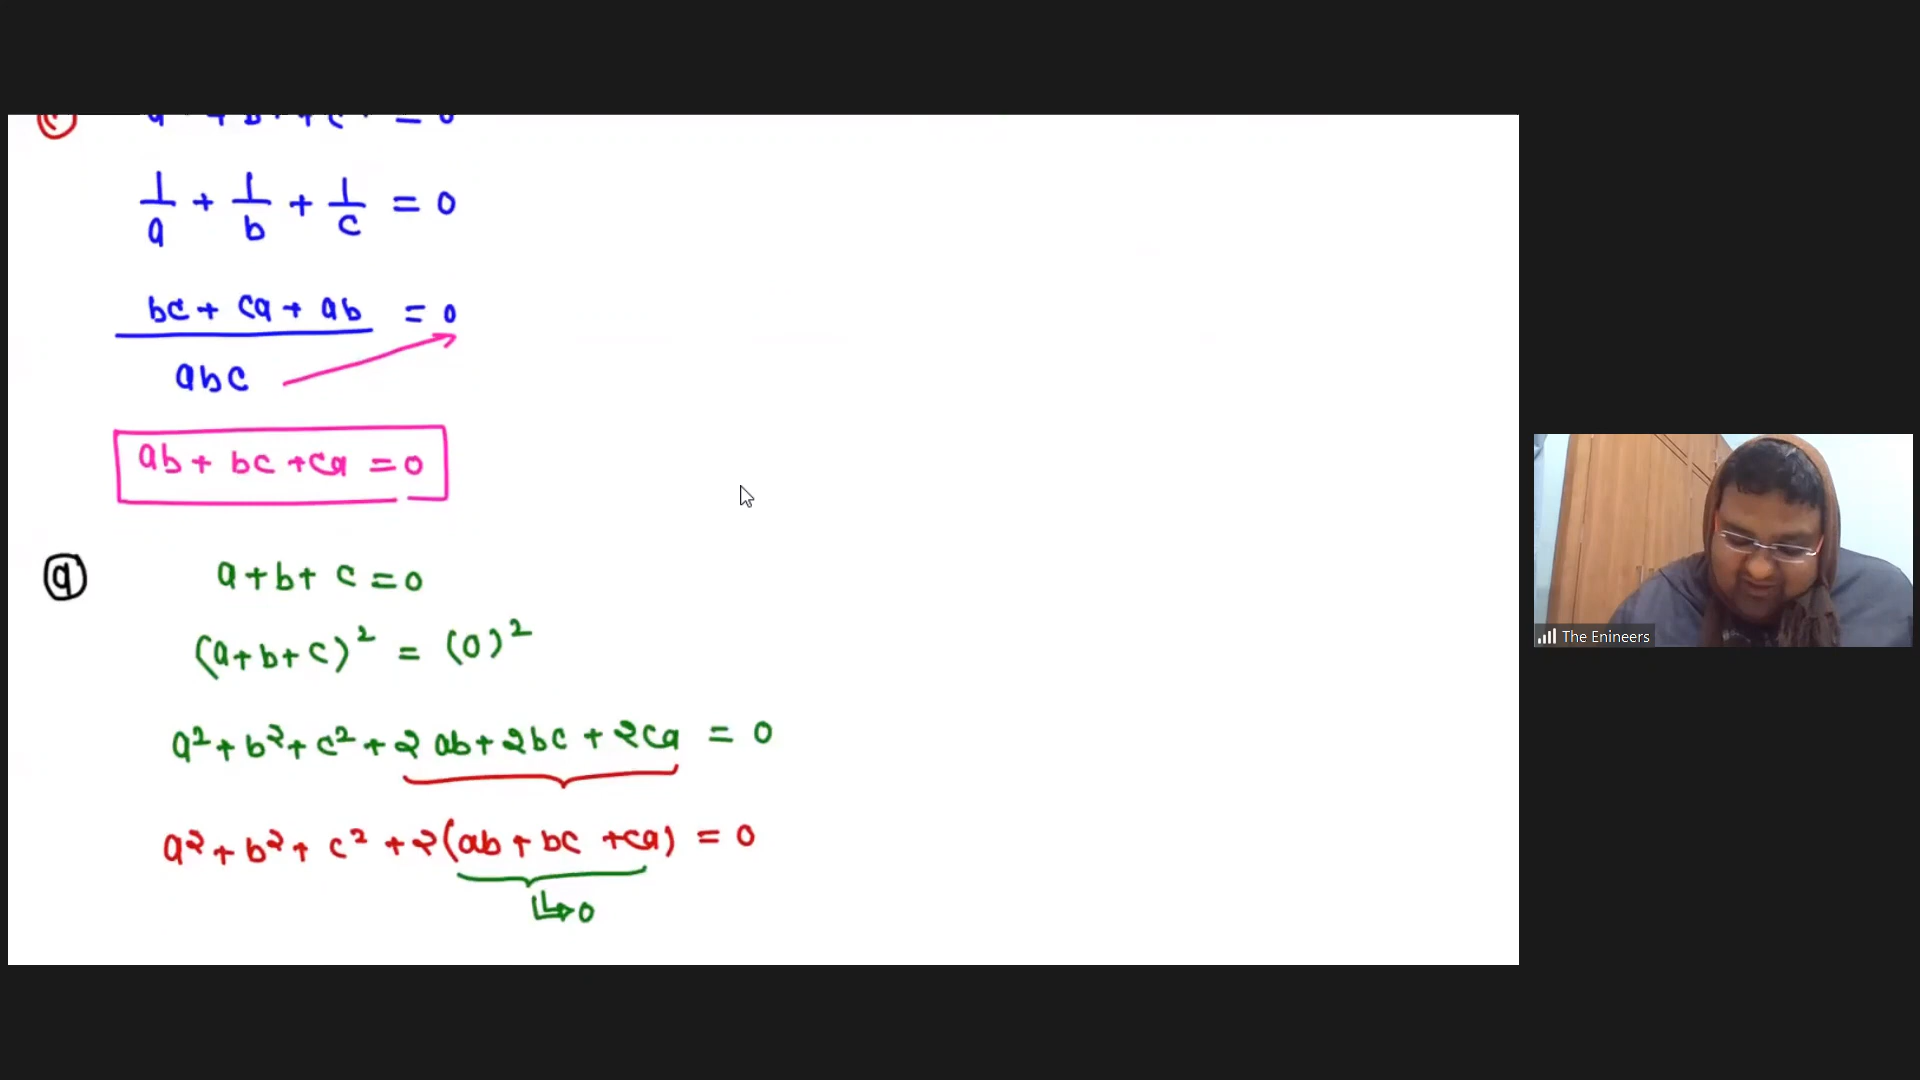 1/a + 1/b + 1/c = 0
bc + ca + ab = 0
abc
ab + bc + ca = 0
a a + b + c = 0
(a + b + c)² = (0)²
a² + b² + c² + 2ab + 2bc + 2ca = 0
a² + b² + c² + 2(ab + bc + ca) = 0
↳ 0
The Enineers